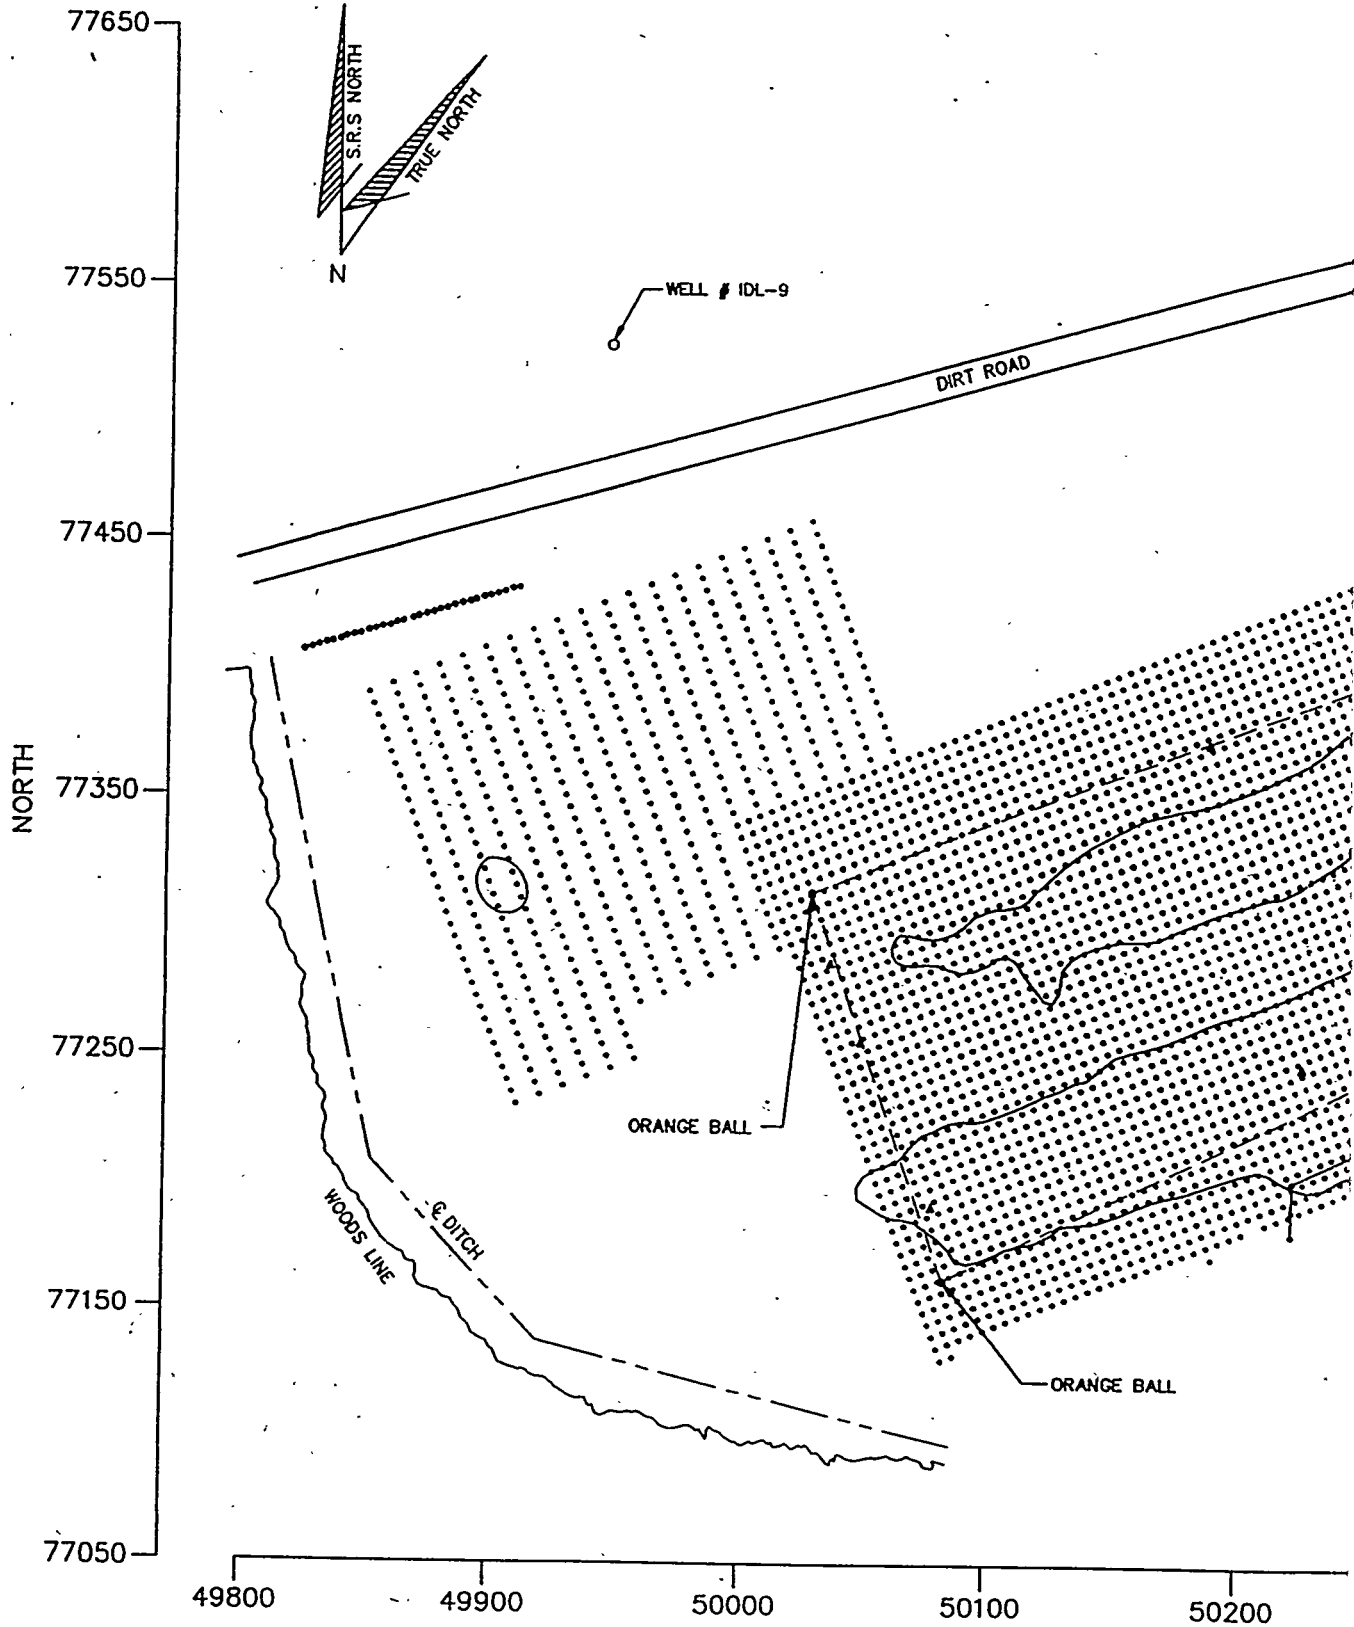 77650
S.R.S NORTH
TRUE NORTH
N
77550
WELL # IDL-9
DIRT ROAD
77450
NORTH
77350
77250
ORANGE BALL
WOODS LINE
℄ DITCH
77150
ORANGE BALL
77050
49800 49900 50000 50100 50200